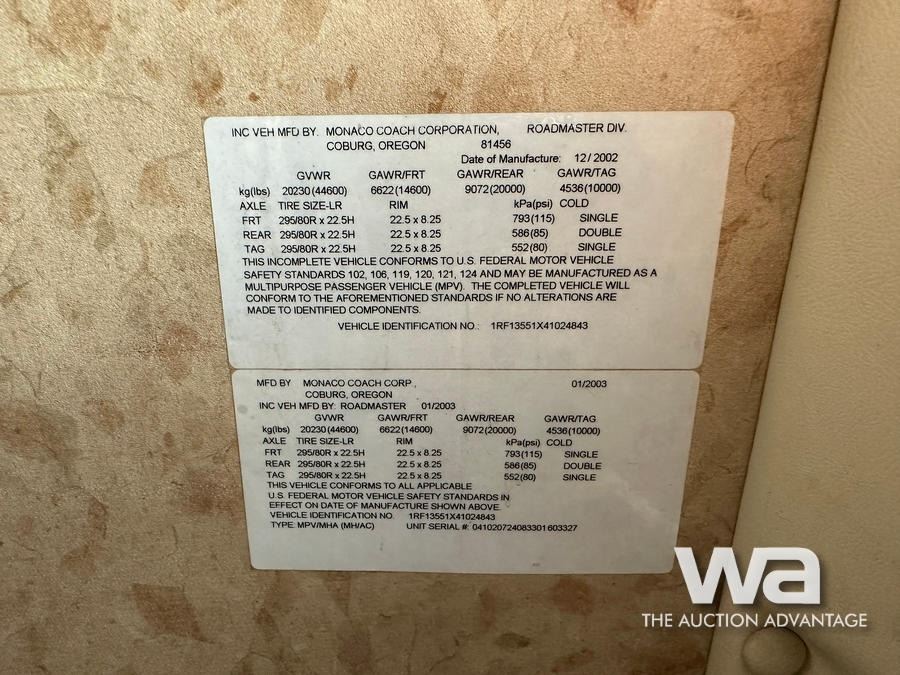 INC VEH MFD BY. MONACO COACH CORPORATION, ROADMASTER DIV.
COBURG, OREGON 81456
Date of Manufacture: 12/2002
GVWR GAWR/FRT GAWR/REAR GAWR/TAG
kg(lbs) 20230(44600) 6622(14600) 9072(20000) 4536(10000)
AXLE TIRE SIZE-LR RIM kPa(psi) COLD
FRT 295/80R x 22.5H 22.5 x 8.25 793(115) SINGLE
REAR 295/80R x 22.5H 22.5 x 8.25 586(85) DOUBLE
TAG 295/80R x 22.5H 22.5 x 8.25 552(80) SINGLE
THIS INCOMPLETE VEHICLE CONFORMS TO U.S. FEDERAL MOTOR VEHICLE
SAFETY STANDARDS 102, 106, 119, 120, 121, 124 AND MAY BE MANUFACTURED AS A
MULTIPURPOSE PASSENGER VEHICLE (MPV). THE COMPLETED VEHICLE WILL
CONFORM TO THE AFOREMENTIONED STANDARDS IF NO ALTERATIONS ARE
MADE TO IDENTIFIED COMPONENTS.
VEHICLE IDENTIFICATION NO.: 1RF13551X41024843
MFD BY MONACO COACH CORP., 01/2003
COBURG, OREGON
INC VEH MFD BY: ROADMASTER 01/2003
GVWR GAWR/FRT GAWR/REAR GAWR/TAG
kg(lbs) 20230(44600) 6622(14600) 9072(20000) 4536(10000)
AXLE TIRE SIZE-LR RIM kPa(psi) COLD
FRT 295/80R x 22.5H 22.5 x 8.25 793(115) SINGLE
REAR 295/80R x 22.5H 22.5 x 8.25 586(85) DOUBLE
TAG 295/80R x 22.5H 22.5 x 8.25 552(80) SINGLE
THIS VEHICLE CONFORMS TO ALL APPLICABLE
U.S. FEDERAL MOTOR VEHICLE SAFETY STANDARDS IN
EFFECT ON DATE OF MANUFACTURE SHOWN ABOVE.
VEHICLE IDENTIFICATION NO. 1RF13551X41024843
TYPE: MPV/MHA (MH/AC) UNIT SERIAL #: 041020724083301603327
wa
THE AUCTION ADVANTAGE